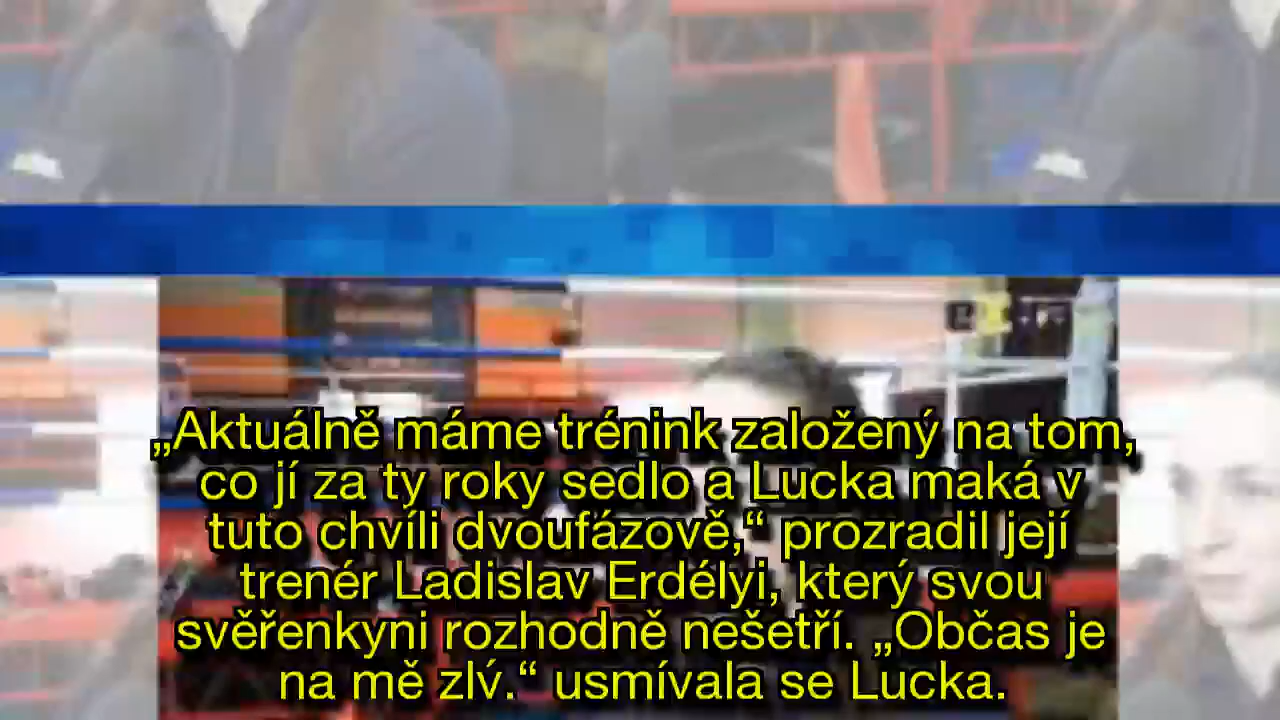 „Aktuálně máme trénink založený na tom,
co jí za ty roky sedlo a Lucka maká v
tuto chvíli dvoufázově,“ prozradil její
trenér Ladislav Erdélyi, který svou
svěřenkyni rozhodně nešetří. „Občas je
na mě zlý.“ usmívala se Lucka.